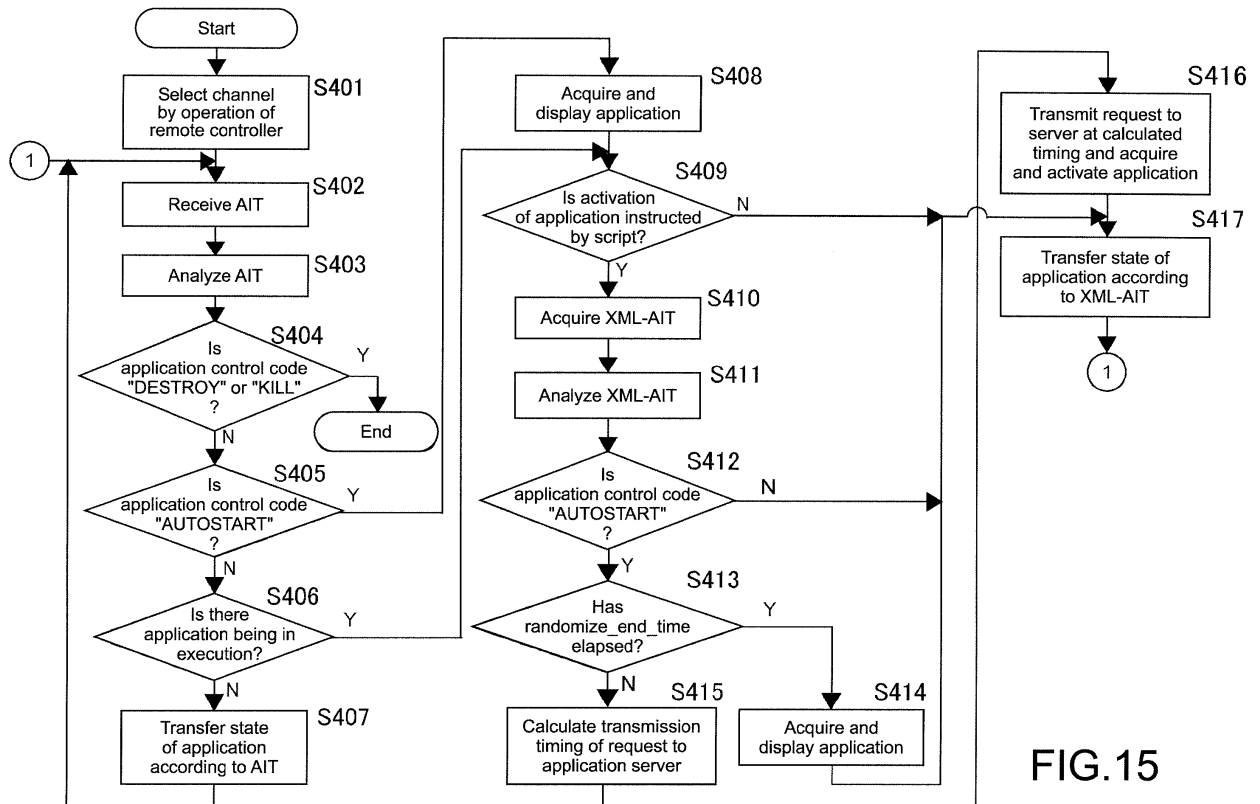 Start
S401
Select channel
by operation of
remote controller
1
S402
Receive AIT
S403
Analyze AIT
S404
Is
application control code
"DESTROY" or "KILL"
?
Y
N
End
S405
Is
application control code
"AUTOSTART"
?
Y
N
S406
Is there
application being in
execution?
Y
N
S407
Transfer state
of application
according to AIT
S408
Acquire and
display application
S409
Is activation
of application instructed
by script?
N
Y
S410
Acquire XML-AIT
S411
Analyze XML-AIT
S412
Is
application control code
"AUTOSTART"
?
N
Y
S413
Has
randomize_end_time
elapsed?
Y
N
S415
Calculate transmission
timing of request to
application server
S414
Acquire and
display application
S416
Transmit request to
server at calculated
timing and acquire
and activate application
S417
Transfer state of
application according
to XML-AIT
1
FIG.15